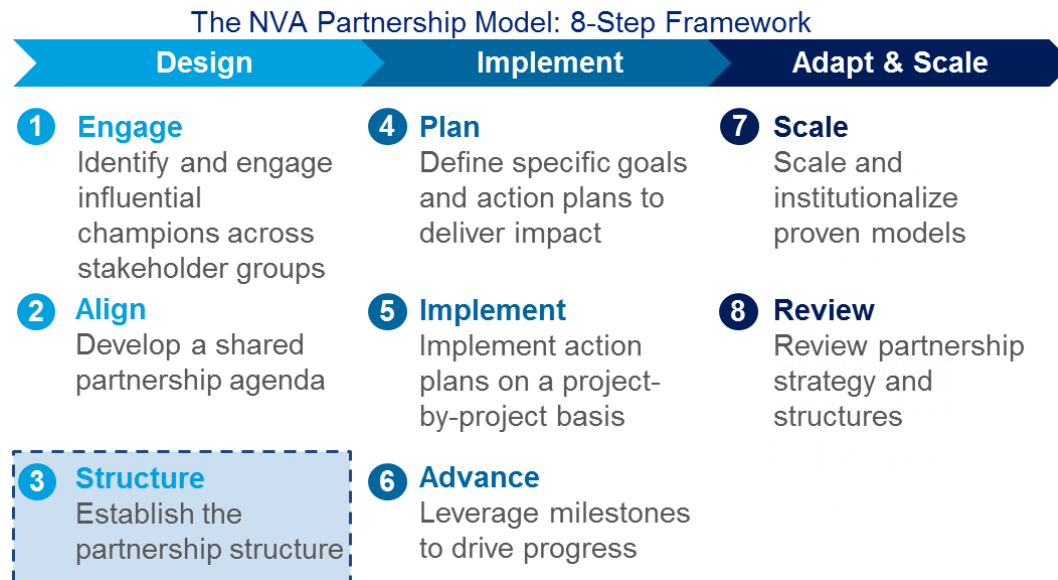 The NVA Partnership Model: 8-Step Framework
Design
Implement
Adapt & Scale
1 Engage
Identify and engage
influential
champions across
stakeholder groups
2 Align
Develop a shared
partnership agenda
3 Structure
Establish the
partnership structure
4 Plan
Define specific goals
and action plans to
deliver impact
5 Implement
Implement action
plans on a project-
by-project basis
6 Advance
Leverage milestones
to drive progress
7 Scale
Scale and
institutionalize
proven models
8 Review
Review partnership
strategy and
structures